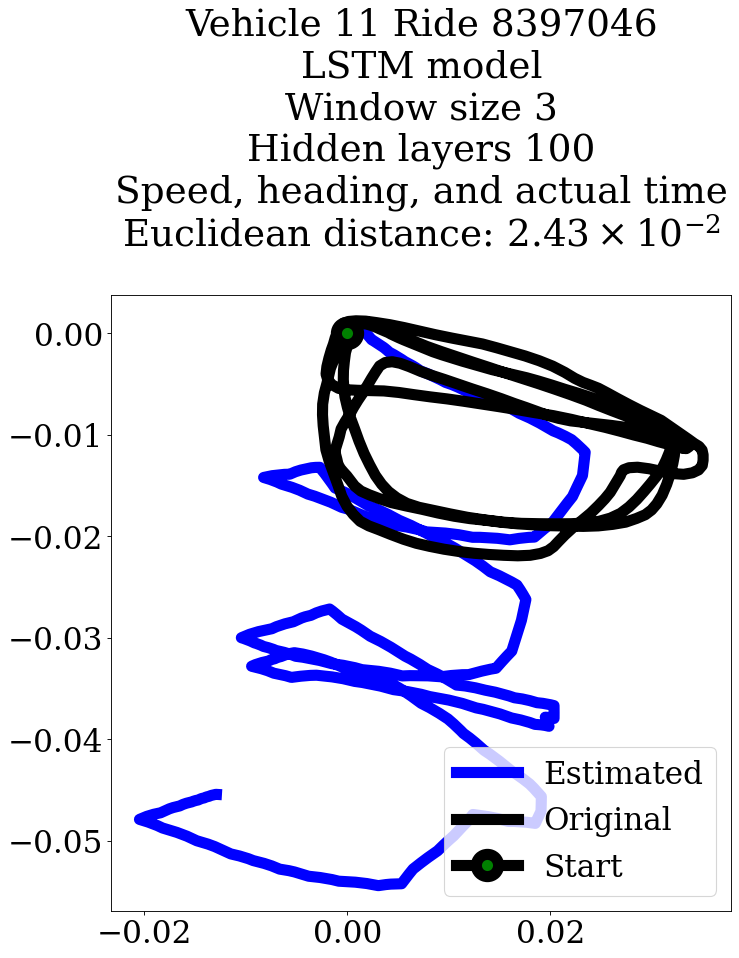 Vehicle 11 Ride 8397046
LSTM model
Window size 3
Hidden layers 100
Speed, heading, and actual time
Euclidean distance: 2.43 × 10⁻²
0.00
−0.01
−0.02
−0.03
−0.04
−0.05
Estimated
Original
Start
−0.02 0.00 0.02